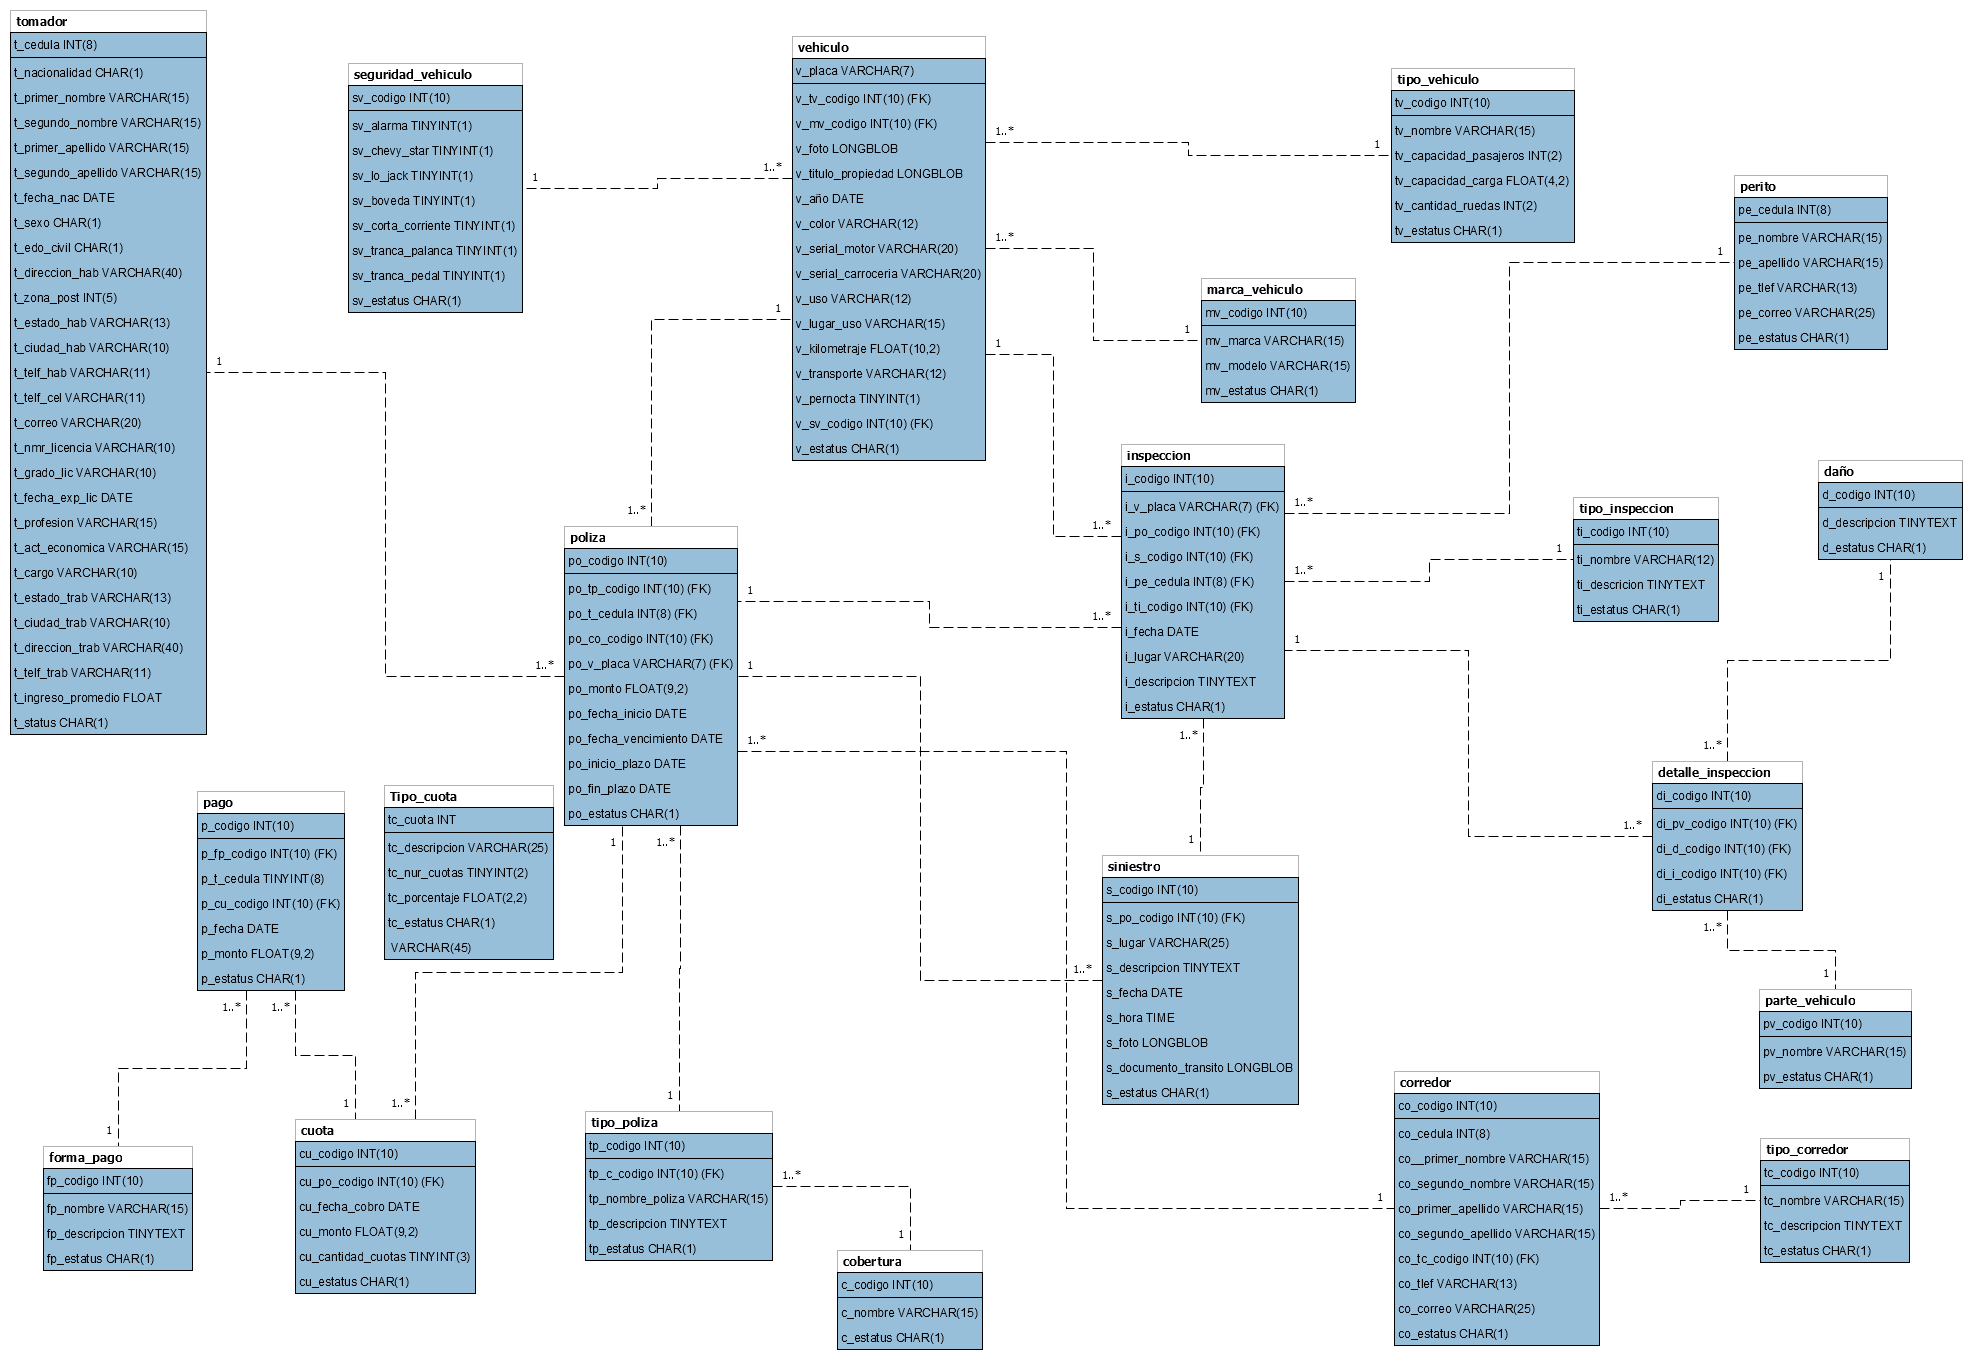 tomador
t_cedula INT(8)
t_nacionalidad CHAR(1)
t_primer_nombre VARCHAR(15)
t_segundo_nombre VARCHAR(15)
t_primer_apellido VARCHAR(15)
t_segundo_apellido VARCHAR(15)
t_fecha_nac DATE
t_sexo CHAR(1)
t_edo_civil CHAR(1)
t_direccion_hab VARCHAR(40)
t_zona_post INT(5)
t_estado_hab VARCHAR(13)
t_ciudad_hab VARCHAR(10)
t_telf_hab VARCHAR(11)
t_telf_cel VARCHAR(11)
t_correo VARCHAR(20)
t_nmr_licencia VARCHAR(10)
t_grado_lic VARCHAR(10)
t_fecha_exp_lic DATE
t_profesion VARCHAR(15)
t_act_economica VARCHAR(15)
t_cargo VARCHAR(10)
t_estado_trab VARCHAR(13)
t_ciudad_trab VARCHAR(10)
t_direccion_trab VARCHAR(40)
t_telf_trab VARCHAR(11)
t_ingreso_promedio FLOAT
t_status CHAR(1)
1
1..*
seguridad_vehiculo
sv_codigo INT(10)
sv_alarma TINYINT(1)
sv_chevy_star TINYINT(1)
sv_lo_jack TINYINT(1)
sv_boveda TINYINT(1)
sv_corta_corriente TINYINT(1)
sv_tranca_palanca TINYINT(1)
sv_tranca_pedal TINYINT(1)
sv_estatus CHAR(1)
1
1..*
vehiculo
v_placa VARCHAR(7)
v_tv_codigo INT(10) (FK)
v_mv_codigo INT(10) (FK)
v_foto LONGBLOB
v_titulo_propiedad LONGBLOB
v_año DATE
v_color VARCHAR(12)
v_serial_motor VARCHAR(20)
v_serial_carroceria VARCHAR(20)
v_uso VARCHAR(12)
v_lugar_uso VARCHAR(15)
v_kilometraje FLOAT(10,2)
v_transporte VARCHAR(12)
v_pernocta TINYINT(1)
v_sv_codigo INT(10) (FK)
v_estatus CHAR(1)
1..*
1
1..*
1
1
1..*
1
1..*
tipo_vehiculo
tv_codigo INT(10)
tv_nombre VARCHAR(15)
tv_capacidad_pasajeros INT(2)
tv_capacidad_carga FLOAT(4,2)
tv_cantidad_ruedas INT(2)
tv_estatus CHAR(1)
marca_vehiculo
mv_codigo INT(10)
mv_marca VARCHAR(15)
mv_modelo VARCHAR(15)
mv_estatus CHAR(1)
perito
pe_cedula INT(8)
pe_nombre VARCHAR(15)
pe_apellido VARCHAR(15)
pe_tlef VARCHAR(13)
pe_correo VARCHAR(25)
pe_estatus CHAR(1)
1
1..*
inspeccion
i_codigo INT(10)
i_v_placa VARCHAR(7) (FK)
i_po_codigo INT(10) (FK)
i_s_codigo INT(10) (FK)
i_pe_cedula INT(8) (FK)
i_ti_codigo INT(10) (FK)
i_fecha DATE
i_lugar VARCHAR(20)
i_descripcion TINYTEXT
i_estatus CHAR(1)
1..*
1
1
1..*
1..*
1
tipo_inspeccion
ti_codigo INT(10)
ti_nombre VARCHAR(12)
ti_descricion TINYTEXT
ti_estatus CHAR(1)
daño
d_codigo INT(10)
d_descripcion TINYTEXT
d_estatus CHAR(1)
1
1..*
detalle_inspeccion
di_codigo INT(10)
di_pv_codigo INT(10) (FK)
di_d_codigo INT(10) (FK)
di_i_codigo INT(10) (FK)
di_estatus CHAR(1)
1..*
1
parte_vehiculo
pv_codigo INT(10)
pv_nombre VARCHAR(15)
pv_estatus CHAR(1)
poliza
po_codigo INT(10)
po_tp_codigo INT(10) (FK)
po_t_cedula INT(8) (FK)
po_co_codigo INT(10) (FK)
po_v_placa VARCHAR(7) (FK)
po_monto FLOAT(9,2)
po_fecha_inicio DATE
po_fecha_vencimiento DATE
po_inicio_plazo DATE
po_fin_plazo DATE
po_estatus CHAR(1)
1
1..*
1
1..*
1..*
1
1
1..*
1..*
1
siniestro
s_codigo INT(10)
s_po_codigo INT(10) (FK)
s_lugar VARCHAR(25)
s_descripcion TINYTEXT
s_fecha DATE
s_hora TIME
s_foto LONGBLOB
s_documento_transito LONGBLOB
s_estatus CHAR(1)
pago
p_codigo INT(10)
p_fp_codigo INT(10) (FK)
p_t_cedula TINYINT(8)
p_cu_codigo INT(10) (FK)
p_fecha DATE
p_monto FLOAT(9,2)
p_estatus CHAR(1)
1..*
1..*
1
1
Tipo_cuota
tc_cuota INT
tc_descripcion VARCHAR(25)
tc_nur_cuotas TINYINT(2)
tc_porcentaje FLOAT(2,2)
tc_estatus CHAR(1)
VARCHAR(45)
forma_pago
fp_codigo INT(10)
fp_nombre VARCHAR(15)
fp_descripcion TINYTEXT
fp_estatus CHAR(1)
cuota
cu_codigo INT(10)
cu_po_codigo INT(10) (FK)
cu_fecha_cobro DATE
cu_monto FLOAT(9,2)
cu_cantidad_cuotas TINYINT(3)
cu_estatus CHAR(1)
tipo_poliza
tp_codigo INT(10)
tp_c_codigo INT(10) (FK)
tp_nombre_poliza VARCHAR(15)
tp_descripcion TINYTEXT
tp_estatus CHAR(1)
1..*
1
cobertura
c_codigo INT(10)
c_nombre VARCHAR(15)
c_estatus CHAR(1)
corredor
co_codigo INT(10)
co_cedula INT(8)
co__primer_nombre VARCHAR(15)
co_segundo_nombre VARCHAR(15)
co_primer_apellido VARCHAR(15)
co_segundo_apellido VARCHAR(15)
co_tc_codigo INT(10) (FK)
co_tlef VARCHAR(13)
co_correo VARCHAR(25)
co_estatus CHAR(1)
1..*
1
tipo_corredor
tc_codigo INT(10)
tc_nombre VARCHAR(15)
tc_descripcion TINYTEXT
tc_estatus CHAR(1)